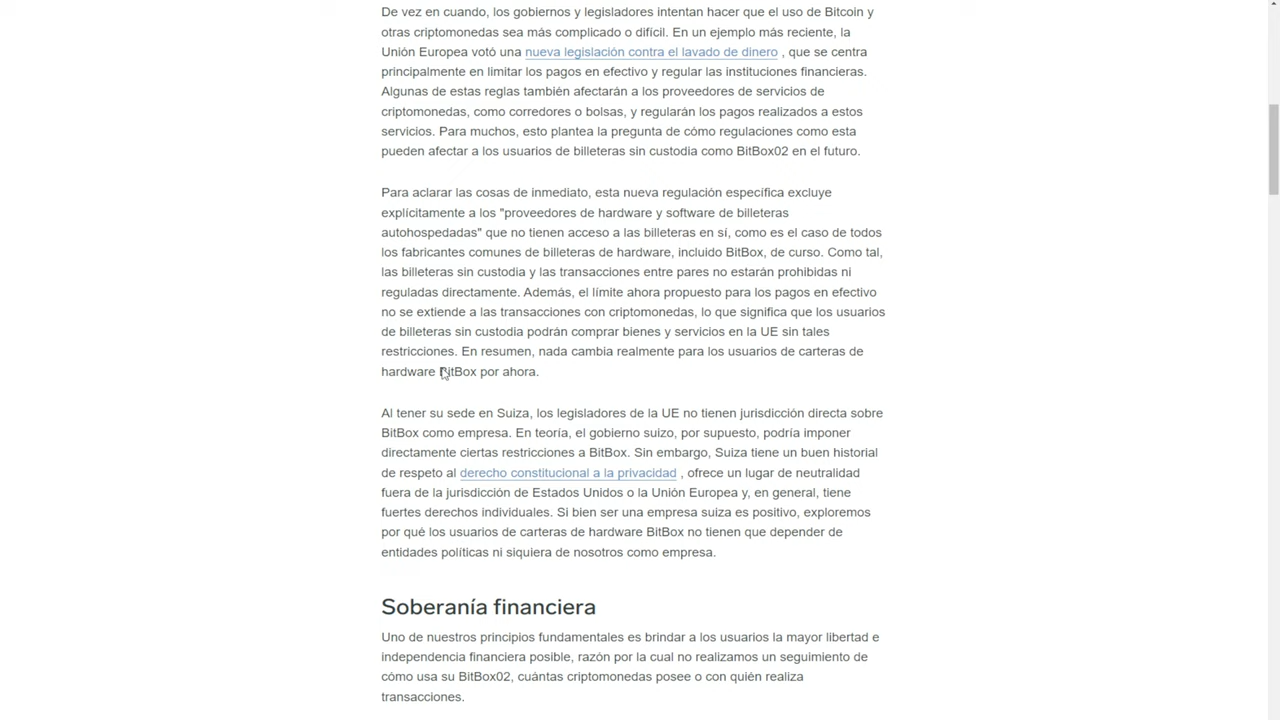 De vez en cuando, los gobiernos y legisladores intentan hacer que el uso de Bitcoin y
otras criptomonedas sea más complicado o difícil. En un ejemplo más reciente, la
Unión Europea votó una nueva legislación contra el lavado de dinero , que se centra
principalmente en limitar los pagos en efectivo y regular las instituciones financieras.
Algunas de estas reglas también afectarán a los proveedores de servicios de
criptomonedas, como corredores o bolsas, y regularán los pagos realizados a estos
servicios. Para muchos, esto plantea la pregunta de cómo regulaciones como esta
pueden afectar a los usuarios de billeteras sin custodia como BitBox02 en el futuro.
Para aclarar las cosas de inmediato, esta nueva regulación específica excluye
explícitamente a los "proveedores de hardware y software de billeteras
autohospedadas" que no tienen acceso a las billeteras en sí, como es el caso de todos
los fabricantes comunes de billeteras de hardware, incluido BitBox, de curso. Como tal,
las billeteras sin custodia y las transacciones entre pares no estarán prohibidas ni
reguladas directamente. Además, el límite ahora propuesto para los pagos en efectivo
no se extiende a las transacciones con criptomonedas, lo que significa que los usuarios
de billeteras sin custodia podrán comprar bienes y servicios en la UE sin tales
restricciones. En resumen, nada cambia realmente para los usuarios de carteras de
hardware BitBox por ahora.
Al tener su sede en Suiza, los legisladores de la UE no tienen jurisdicción directa sobre
BitBox como empresa. En teoría, el gobierno suizo, por supuesto, podría imponer
directamente ciertas restricciones a BitBox. Sin embargo, Suiza tiene un buen historial
de respeto al derecho constitucional a la privacidad , ofrece un lugar de neutralidad
fuera de la jurisdicción de Estados Unidos o la Unión Europea y, en general, tiene
fuertes derechos individuales. Si bien ser una empresa suiza es positivo, exploremos
por qué los usuarios de carteras de hardware BitBox no tienen que depender de
entidades políticas ni siquiera de nosotros como empresa.
Soberanía financiera
Uno de nuestros principios fundamentales es brindar a los usuarios la mayor libertad e
independencia financiera posible, razón por la cual no realizamos un seguimiento de
cómo usa su BitBox02, cuántas criptomonedas posee o con quién realiza
transacciones.